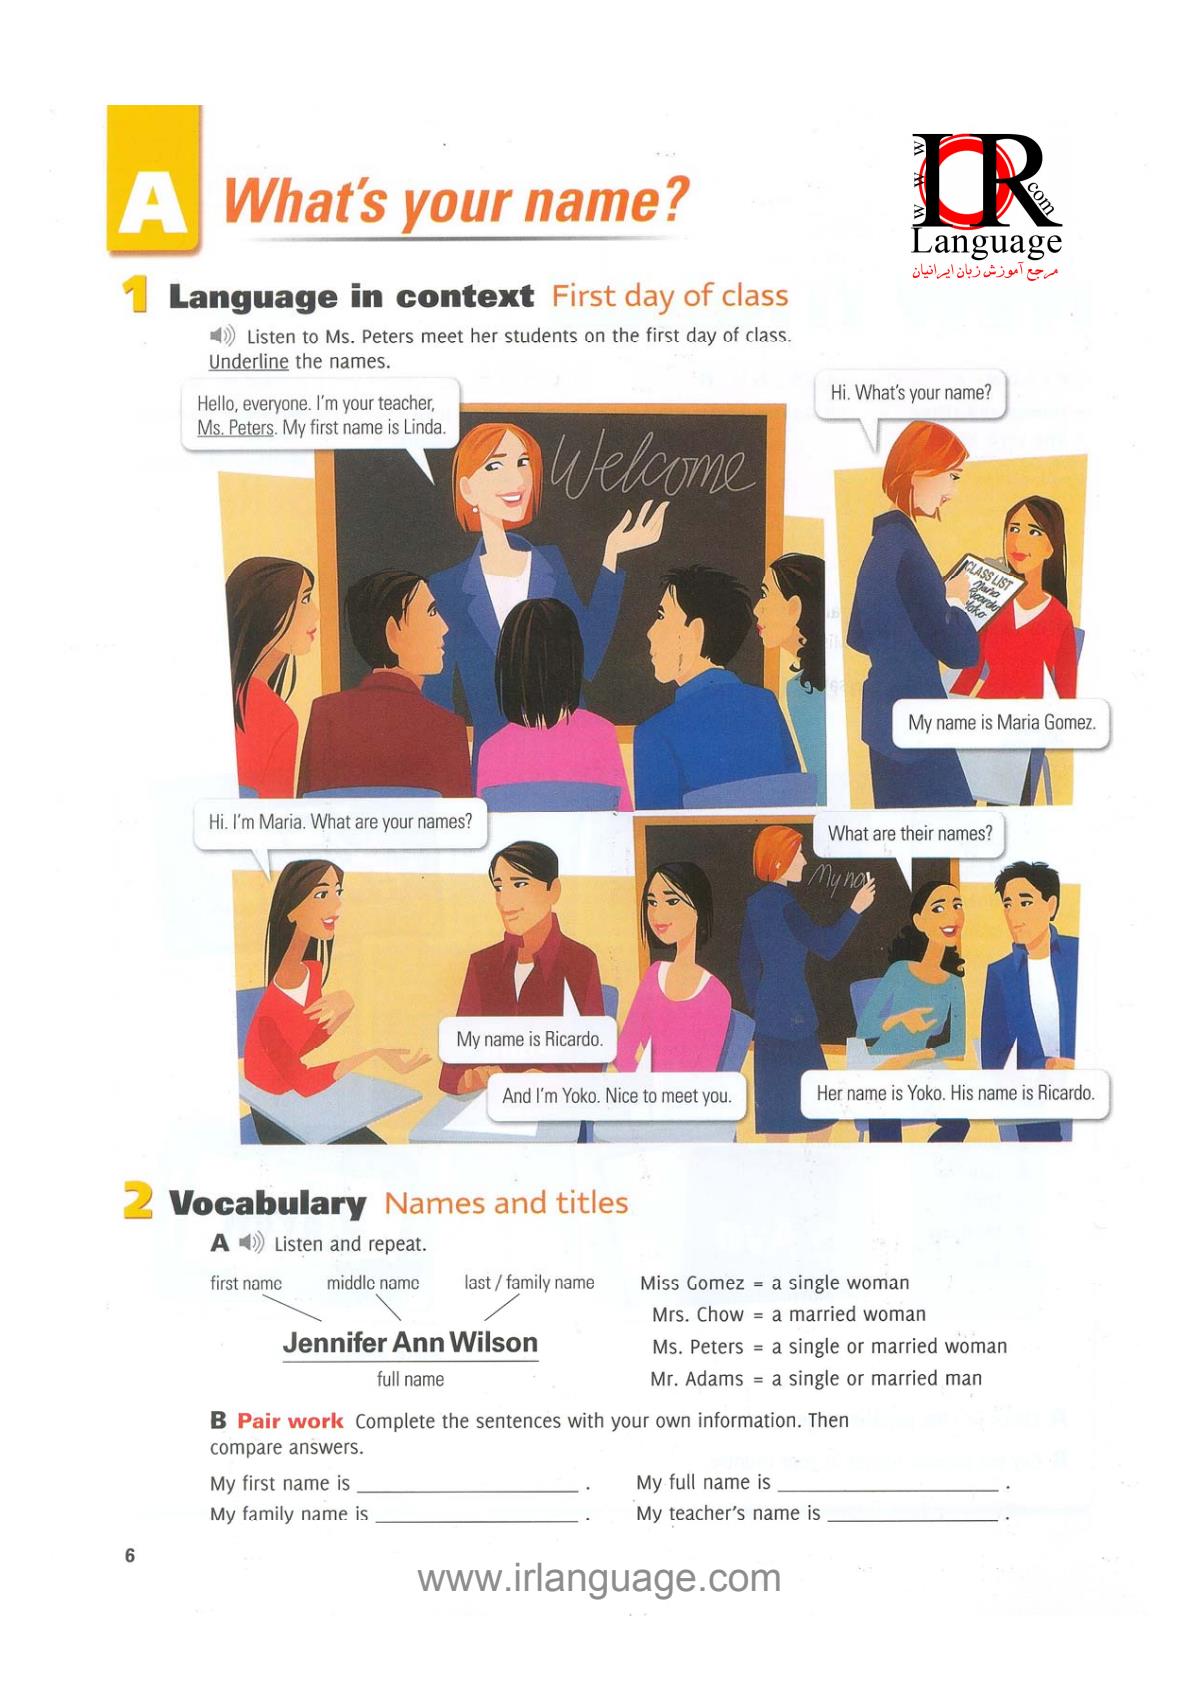 A What's your name?
www.IRLanguage.com
مرجع آموزش زبان ایرانیان
1 Language in context First day of class
Listen to Ms. Peters meet her students on the first day of class.
Underline the names.
Hello, everyone. I'm your teacher,
Ms. Peters. My first name is Linda.
Welcome
Hi. What's your name?
CLASS LIST
Maria
Ricardo
Yoko
My name is Maria Gomez.
Hi. I'm Maria. What are your names?
My name is Ricardo.
And I'm Yoko. Nice to meet you.
What are their names?
My na
Her name is Yoko. His name is Ricardo.
2 Vocabulary Names and titles
A Listen and repeat.
first name middle name last / family name
Jennifer Ann Wilson
full name
Miss Gomez = a single woman
Mrs. Chow = a married woman
Ms. Peters = a single or married woman
Mr. Adams = a single or married man
B Pair work Complete the sentences with your own information. Then
compare answers.
My first name is ____________ .
My full name is ____________ .
My family name is ____________ .
My teacher's name is ____________ .
6
www.irlanguage.com